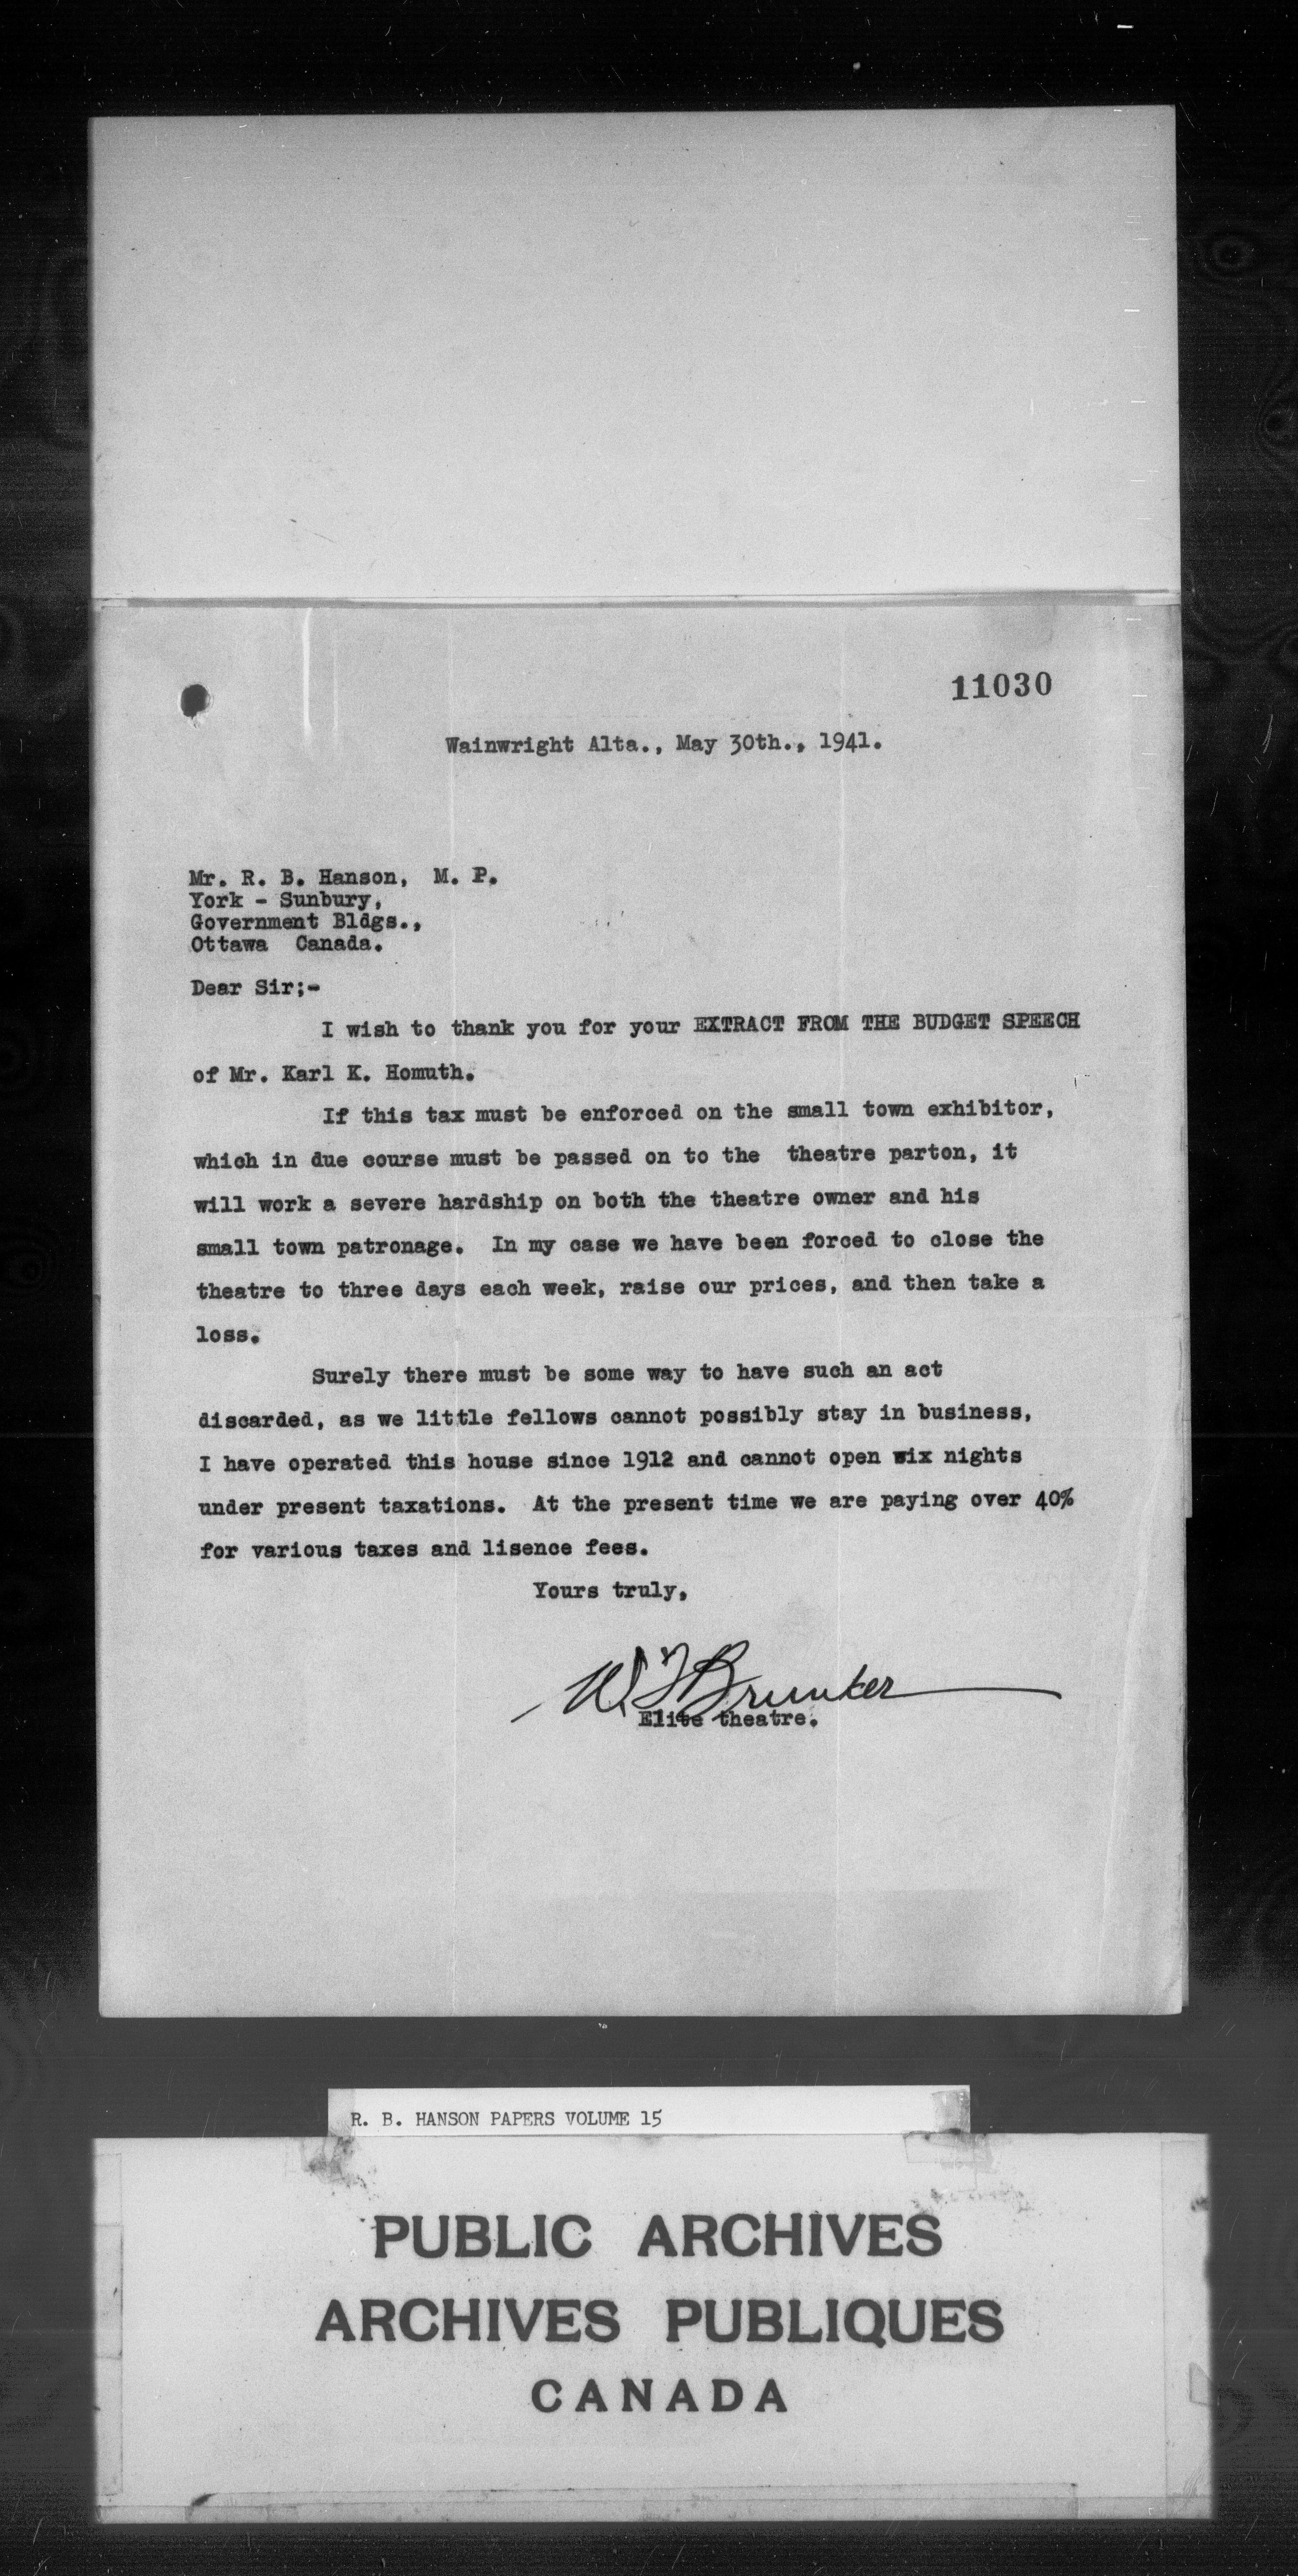 11030
Wainwright Alta., May 30th., 1941.
Mr. R. B. Hanson, M. P.
York - Sunbury,
Government Bldgs.,
Ottawa Canada.
Dear Sir;-
I wish to thank you for your EXTRACT FROM THE BUDGET SPEECH
of Mr. Karl K. Homuth.
If this tax must be enforced on the small town exhibitor,
which in due course must be passed on to the theatre parton, it
will work a severe hardship on both the theatre owner and his
small town patronage. In my case we have been forced to close the
theatre to three days each week, raise our prices, and then take a
loss.
Surely there must be some way to have such an act
discarded, as we little fellows cannot possibly stay in business,
I have operated this house since 1912 and cannot open wix nights
under present taxations. At the present time we are paying over 40%
for various taxes and lisence fees.
Yours truly,
W. F Brunker
Elite theatre.
R. B. HANSON PAPERS VOLUME 15
PUBLIC ARCHIVES
ARCHIVES PUBLIQUES
CANADA